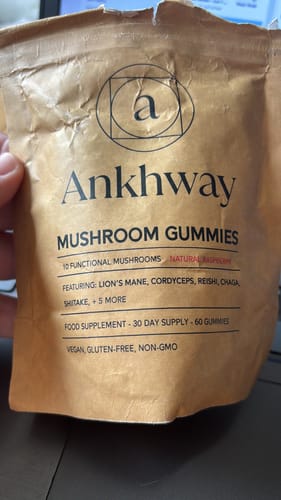 a
Ankhway
MUSHROOM GUMMIES
10 FUNCTIONAL MUSHROOMS NATURAL RASPBERRY
FEATURING: LION'S MANE, CORDYCEPS, REISHI, CHAGA,
SHIITAKE, + 5 MORE
FOOD SUPPLEMENT - 30 DAY SUPPLY - 60 GUMMIES
VEGAN, GLUTEN-FREE, NON-GMO